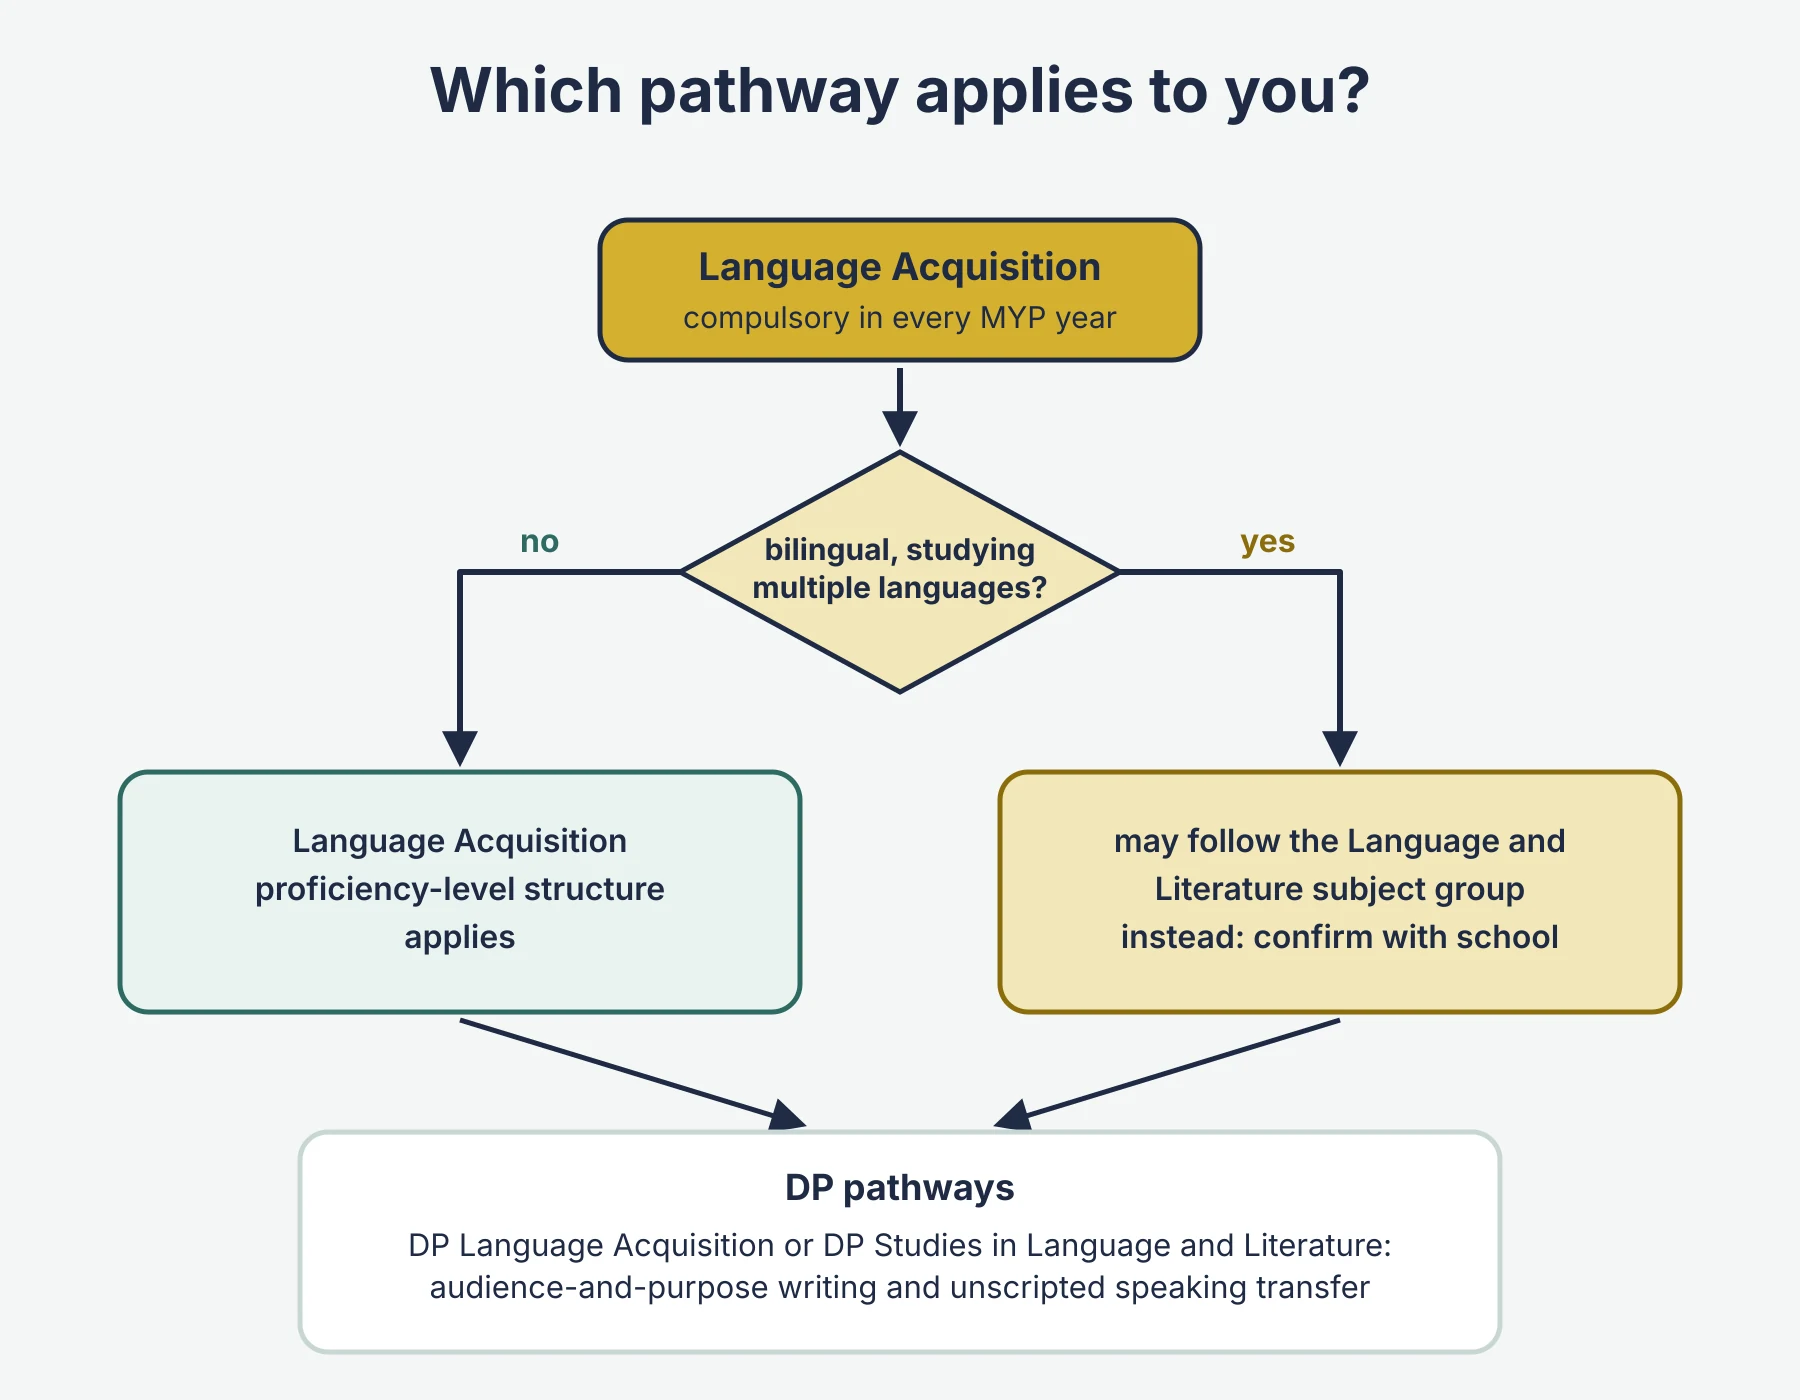 Which pathway applies to you?
Language Acquisition
compulsory in every MYP year
bilingual, studying
multiple languages?
no
yes
Language Acquisition
proficiency-level structure
applies
may follow the Language and
Literature subject group
instead: confirm with school
DP pathways
DP Language Acquisition or DP Studies in Language and Literature:
audience-and-purpose writing and unscripted speaking transfer